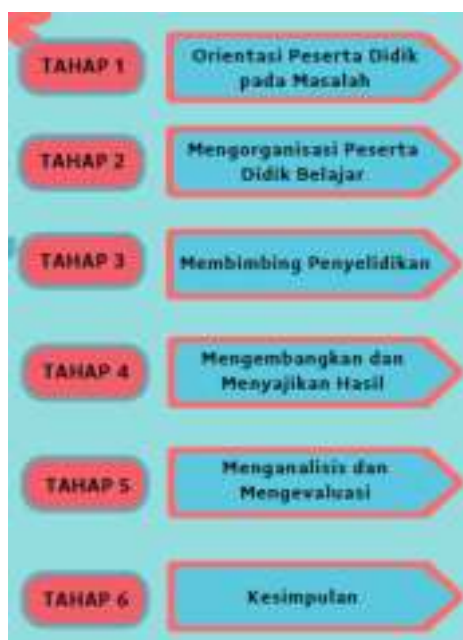 TAHAP 1
Orientasi Peserta Didik
pada Masalah
TAHAP 2
Mengorganisasi Peserta
Didik Belajar
TAHAP 3
Membimbing Penyelidikan
TAHAP 4
Mengembangkan dan
Menyajikan Hasil
TAHAP 5
Menganalisis dan
Mengevaluasi
TAHAP 6
Kesimpulan